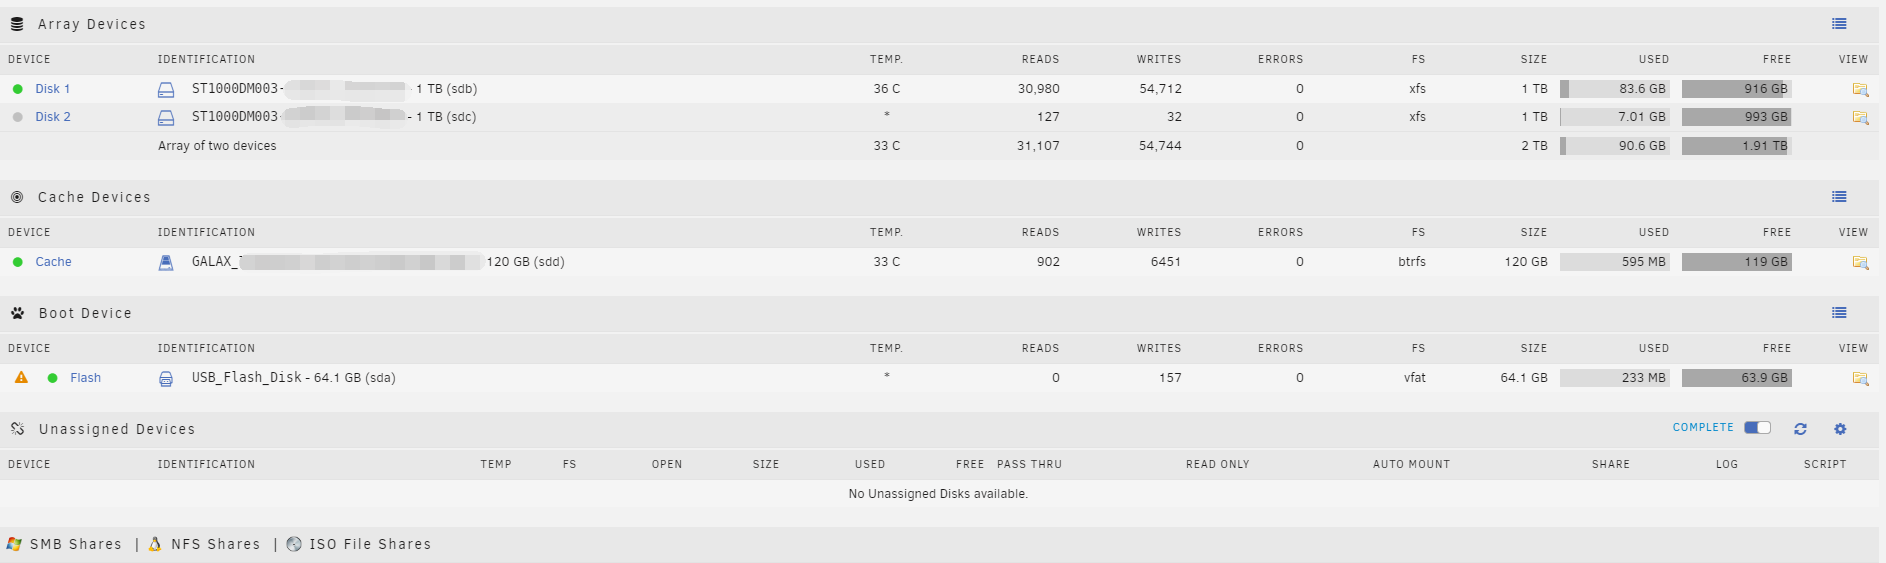 Array Devices
DEVICE IDENTIFICATION TEMP. READS WRITES ERRORS FS SIZE USED FREE VIEW
Disk 1 ST1000DM003- - 1 TB (sdb) 36 C 30,980 54,712 0 xfs 1 TB 83.6 GB 916 GB
Disk 2 ST1000DM003- - 1 TB (sdc) * 127 32 0 xfs 1 TB 7.01 GB 993 GB
Array of two devices 33 C 31,107 54,744 0 2 TB 90.6 GB 1.91 TB
Cache Devices
DEVICE IDENTIFICATION TEMP. READS WRITES ERRORS FS SIZE USED FREE VIEW
Cache GALAX_ 120 GB (sdd) 33 C 902 6451 0 btrfs 120 GB 595 MB 119 GB
Boot Device
DEVICE IDENTIFICATION TEMP. READS WRITES ERRORS FS SIZE USED FREE VIEW
Flash USB_Flash_Disk - 64.1 GB (sda) * 0 157 0 vfat 64.1 GB 233 MB 63.9 GB
Unassigned Devices COMPLETE
DEVICE IDENTIFICATION TEMP FS OPEN SIZE USED FREE PASS THRU READ ONLY AUTO MOUNT SHARE LOG SCRIPT
No Unassigned Disks available.
SMB Shares | NFS Shares | ISO File Shares